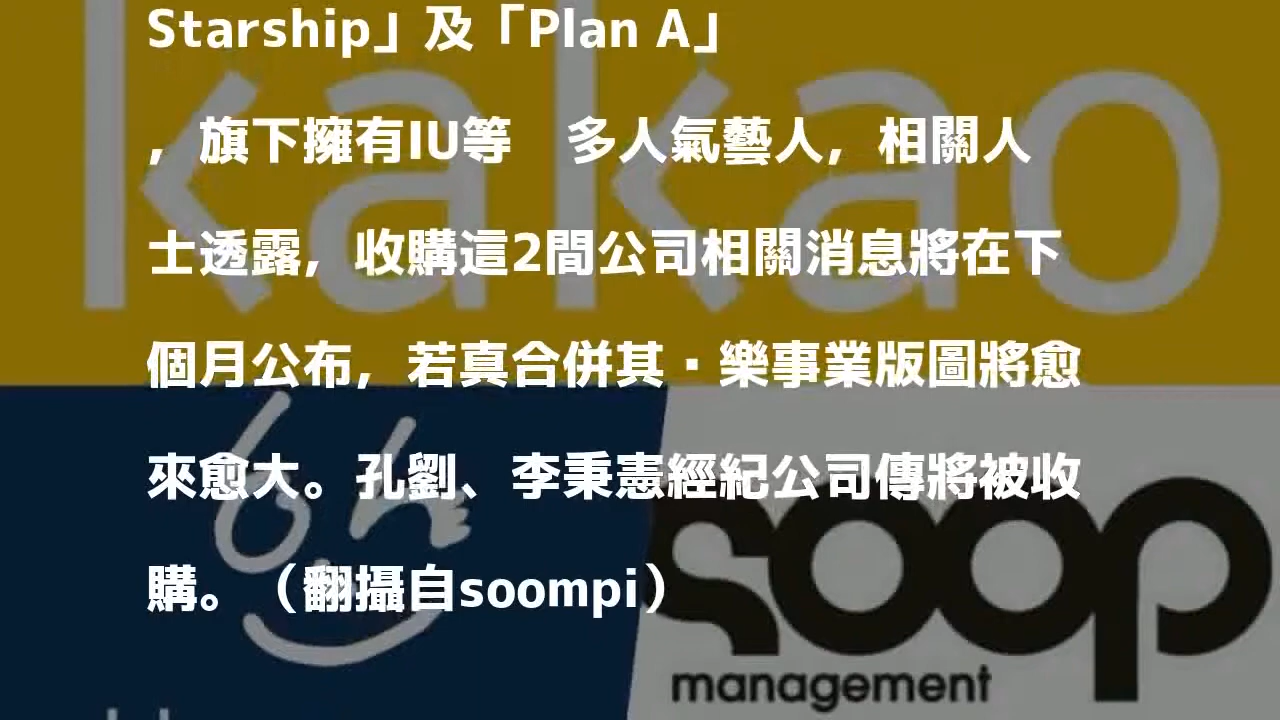 Starship」及「Plan A」
，旗下擁有IU等　多人氣藝人，相關人
士透露，收購這2間公司相關消息將在下
個月公布，若真合併其·樂事業版圖將愈
來愈大。孔劉、李秉憲經紀公司傳將被收
購。（翻攝自soompi）
kakao
bh
soop
management